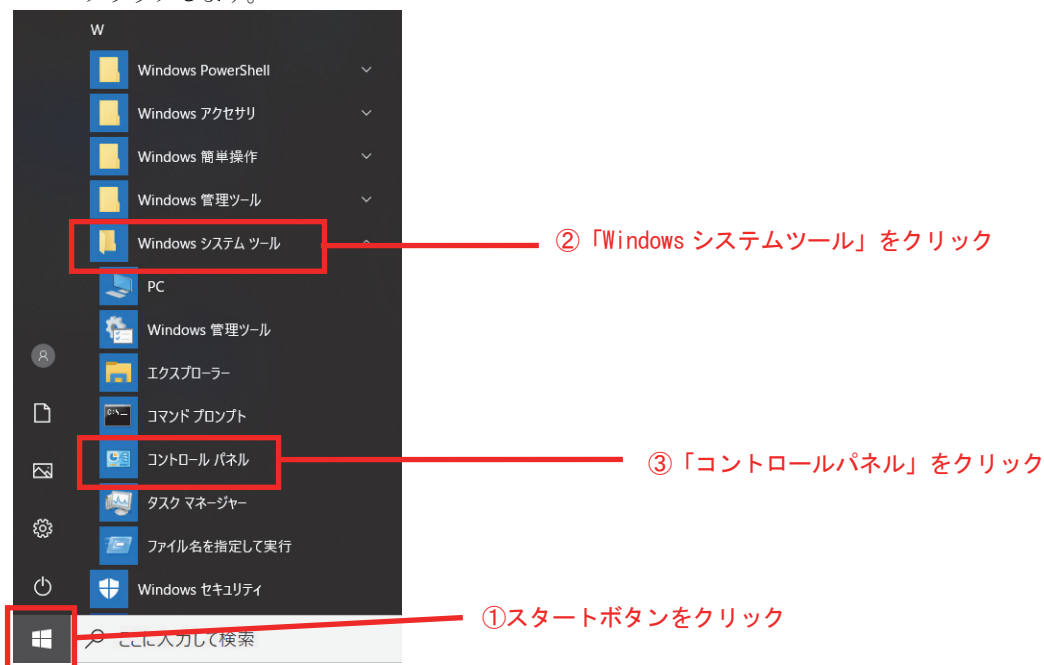 W
Windows PowerShell
Windows アクセサリ
Windows 簡単操作
Windows 管理ツール
Windows システム ツール
②「Windows システムツール」をクリック
PC
Windows 管理ツール
エクスプローラー
コマンド プロンプト
コントロール パネル
③「コントロールパネル」をクリック
タスク マネージャー
ファイル名を指定して実行
Windows セキュリティ
①スタートボタンをクリック
ここに入力して検索